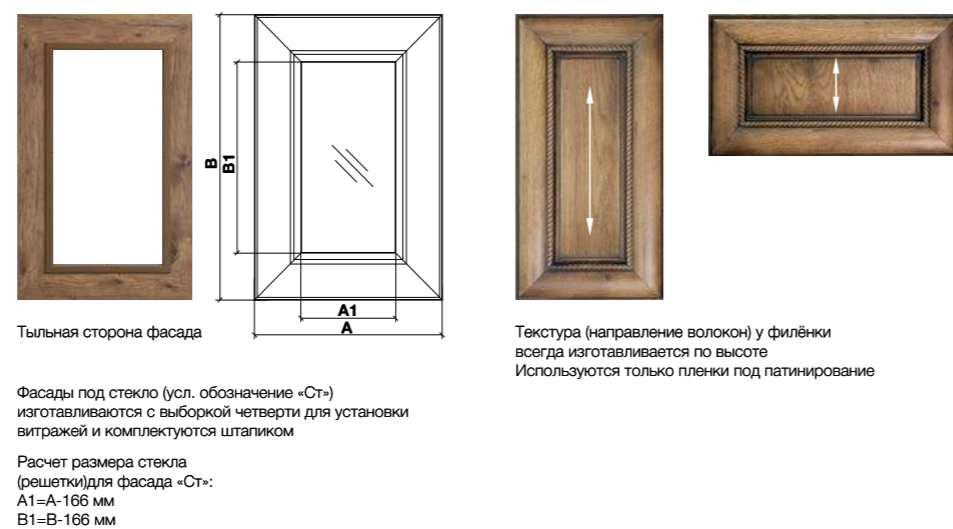 B
B1
A1
A
Тыльная сторона фасада
Фасады под стекло (усл. обозначение «Ст»)
изготавливаются с выборкой четверти для установки
витражей и комплектуются штапиком
Расчет размера стекла
(решетки)для фасада «Ст»:
А1=А-166 мм
В1=В-166 мм
Текстура (направление волокон) у филёнки
всегда изготавливается по высоте
Используются только пленки под патинирование